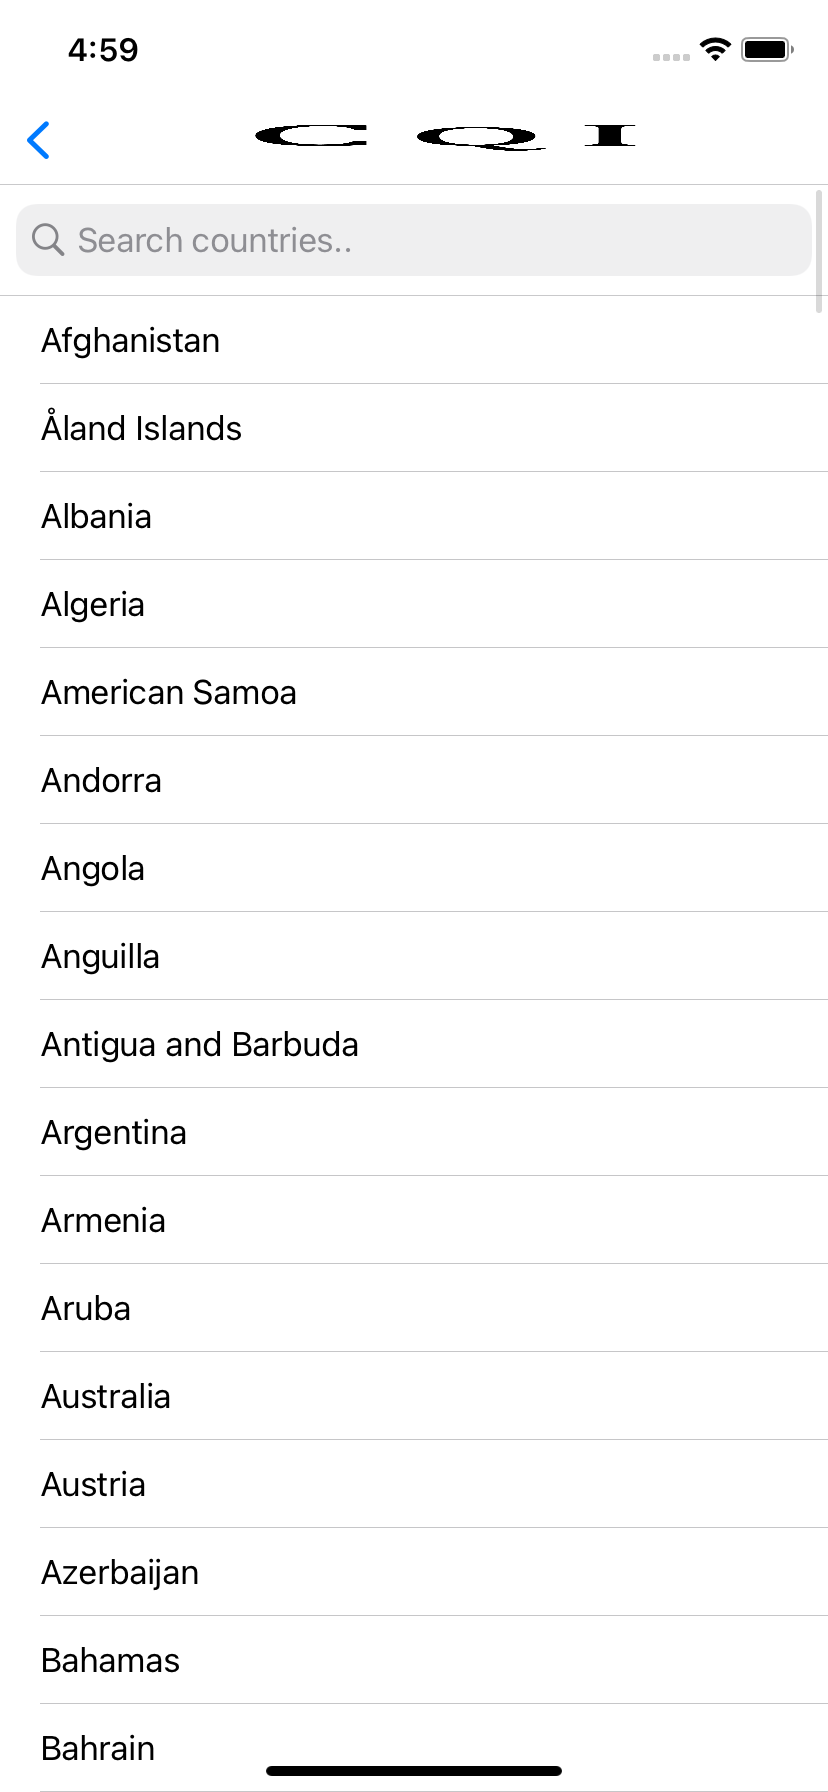 4:59
C Q I
Search countries..
Afghanistan
Åland Islands
Albania
Algeria
American Samoa
Andorra
Angola
Anguilla
Antigua and Barbuda
Argentina
Armenia
Aruba
Australia
Austria
Azerbaijan
Bahamas
Bahrain